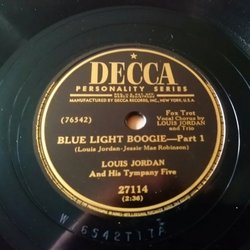 DECCA
PERSONALITY SERIES
MANUFACTURED BY DECCA RECORDS, INC., NEW YORK, U.S.A.
(76542)
Fox Trot
Vocal Chorus by
LOUIS JORDAN
and Trio
BLUE LIGHT BOOGIE—Part 1
(Louis Jordan-Jessie Mae Robinson)
LOUIS JORDAN
And His Tympany Five
27114
(2:36)